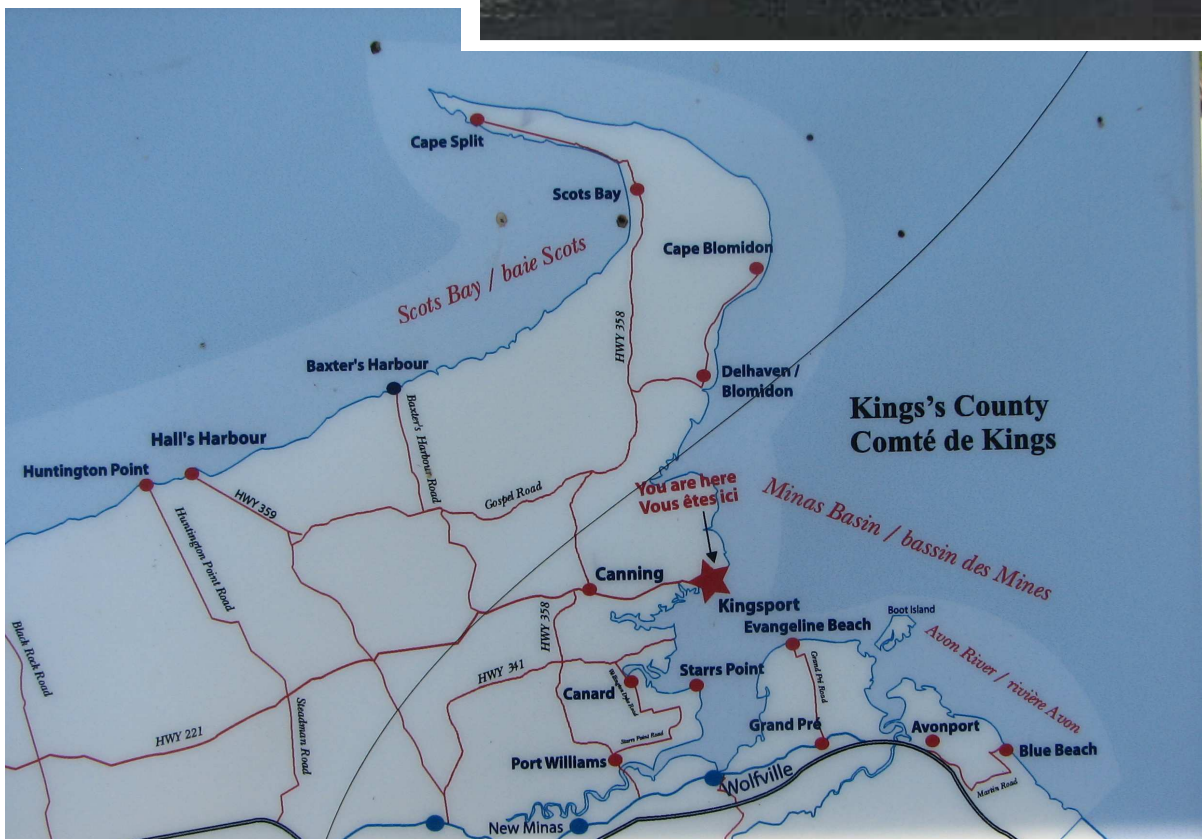 Cape Split
Scots Bay
Cape Blomidon
Scots Bay / baie Scots
HWY 358
Baxter's Harbour
Delhaven /
Blomidon
Kings's County
Comté de Kings
Baxter's Harbour Road
Hall's Harbour
Huntington Point
HWY 359
Gospel Road
You are here
Vous êtes ici
Minas Basin / bassin des Mines
Huntington Point Road
Canning
Kingsport
Evangeline Beach
Boot Island
Avon River / rivière Avon
Black Rock Road
HWY 358
HWY 341
Starrs Point
Canard
Grand Pré Road
Steadman Road
HWY 221
Starrs Point Road
Grand Pré
Avonport
Blue Beach
Port Williams
Wolfville
Martin Road
New Minas